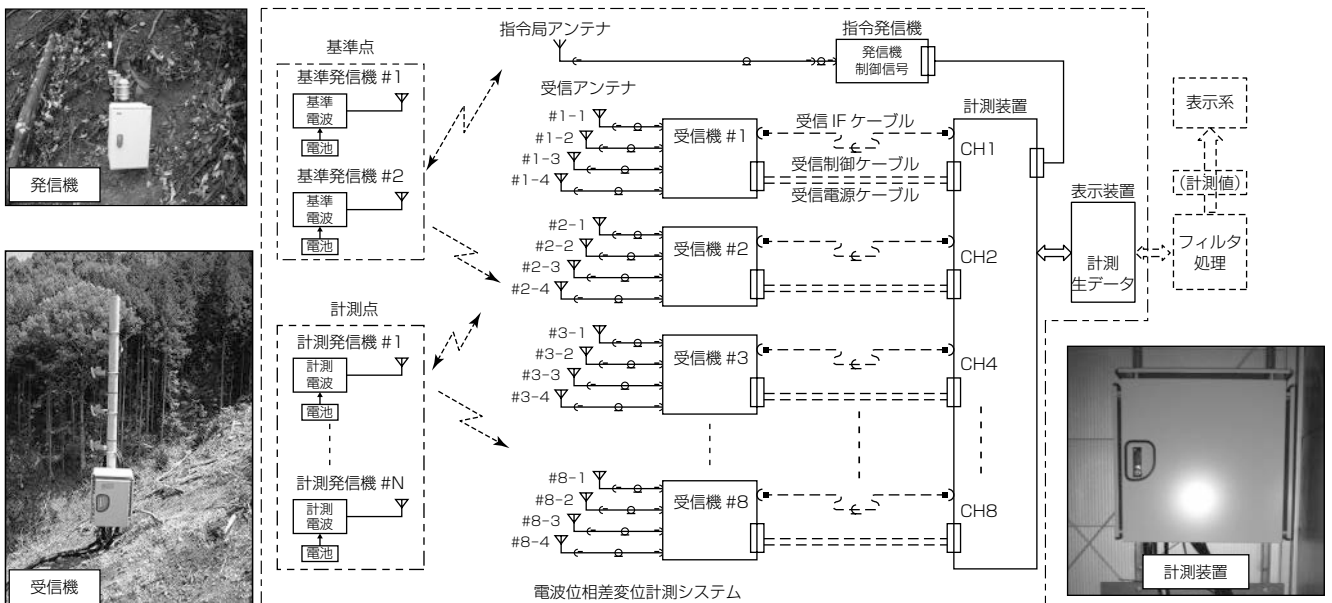 発信機
受信機
基準点
基準発信機 #1
基準
電波
電池
基準発信機 #2
基準
電波
電池
計測点
計測発信機 #1
計測
電波
電池
計測発信機 #N
計測
電波
電池
指令局アンテナ
指令発信機
発信機
制御信号
受信アンテナ
#1-1
#1-2
#1-3
#1-4
受信機 #1
受信 IF ケーブル
受信制御ケーブル
受信電源ケーブル
計測装置
CH1
#2-1
#2-2
#2-3
#2-4
受信機 #2
CH2
#3-1
#3-2
#3-3
#3-4
受信機 #3
CH4
#8-1
#8-2
#8-3
#8-4
受信機 #8
CH8
表示装置
計測
生データ
表示系
(計測値)
フィルタ
処理
計測装置
電波位相差変位計測システム